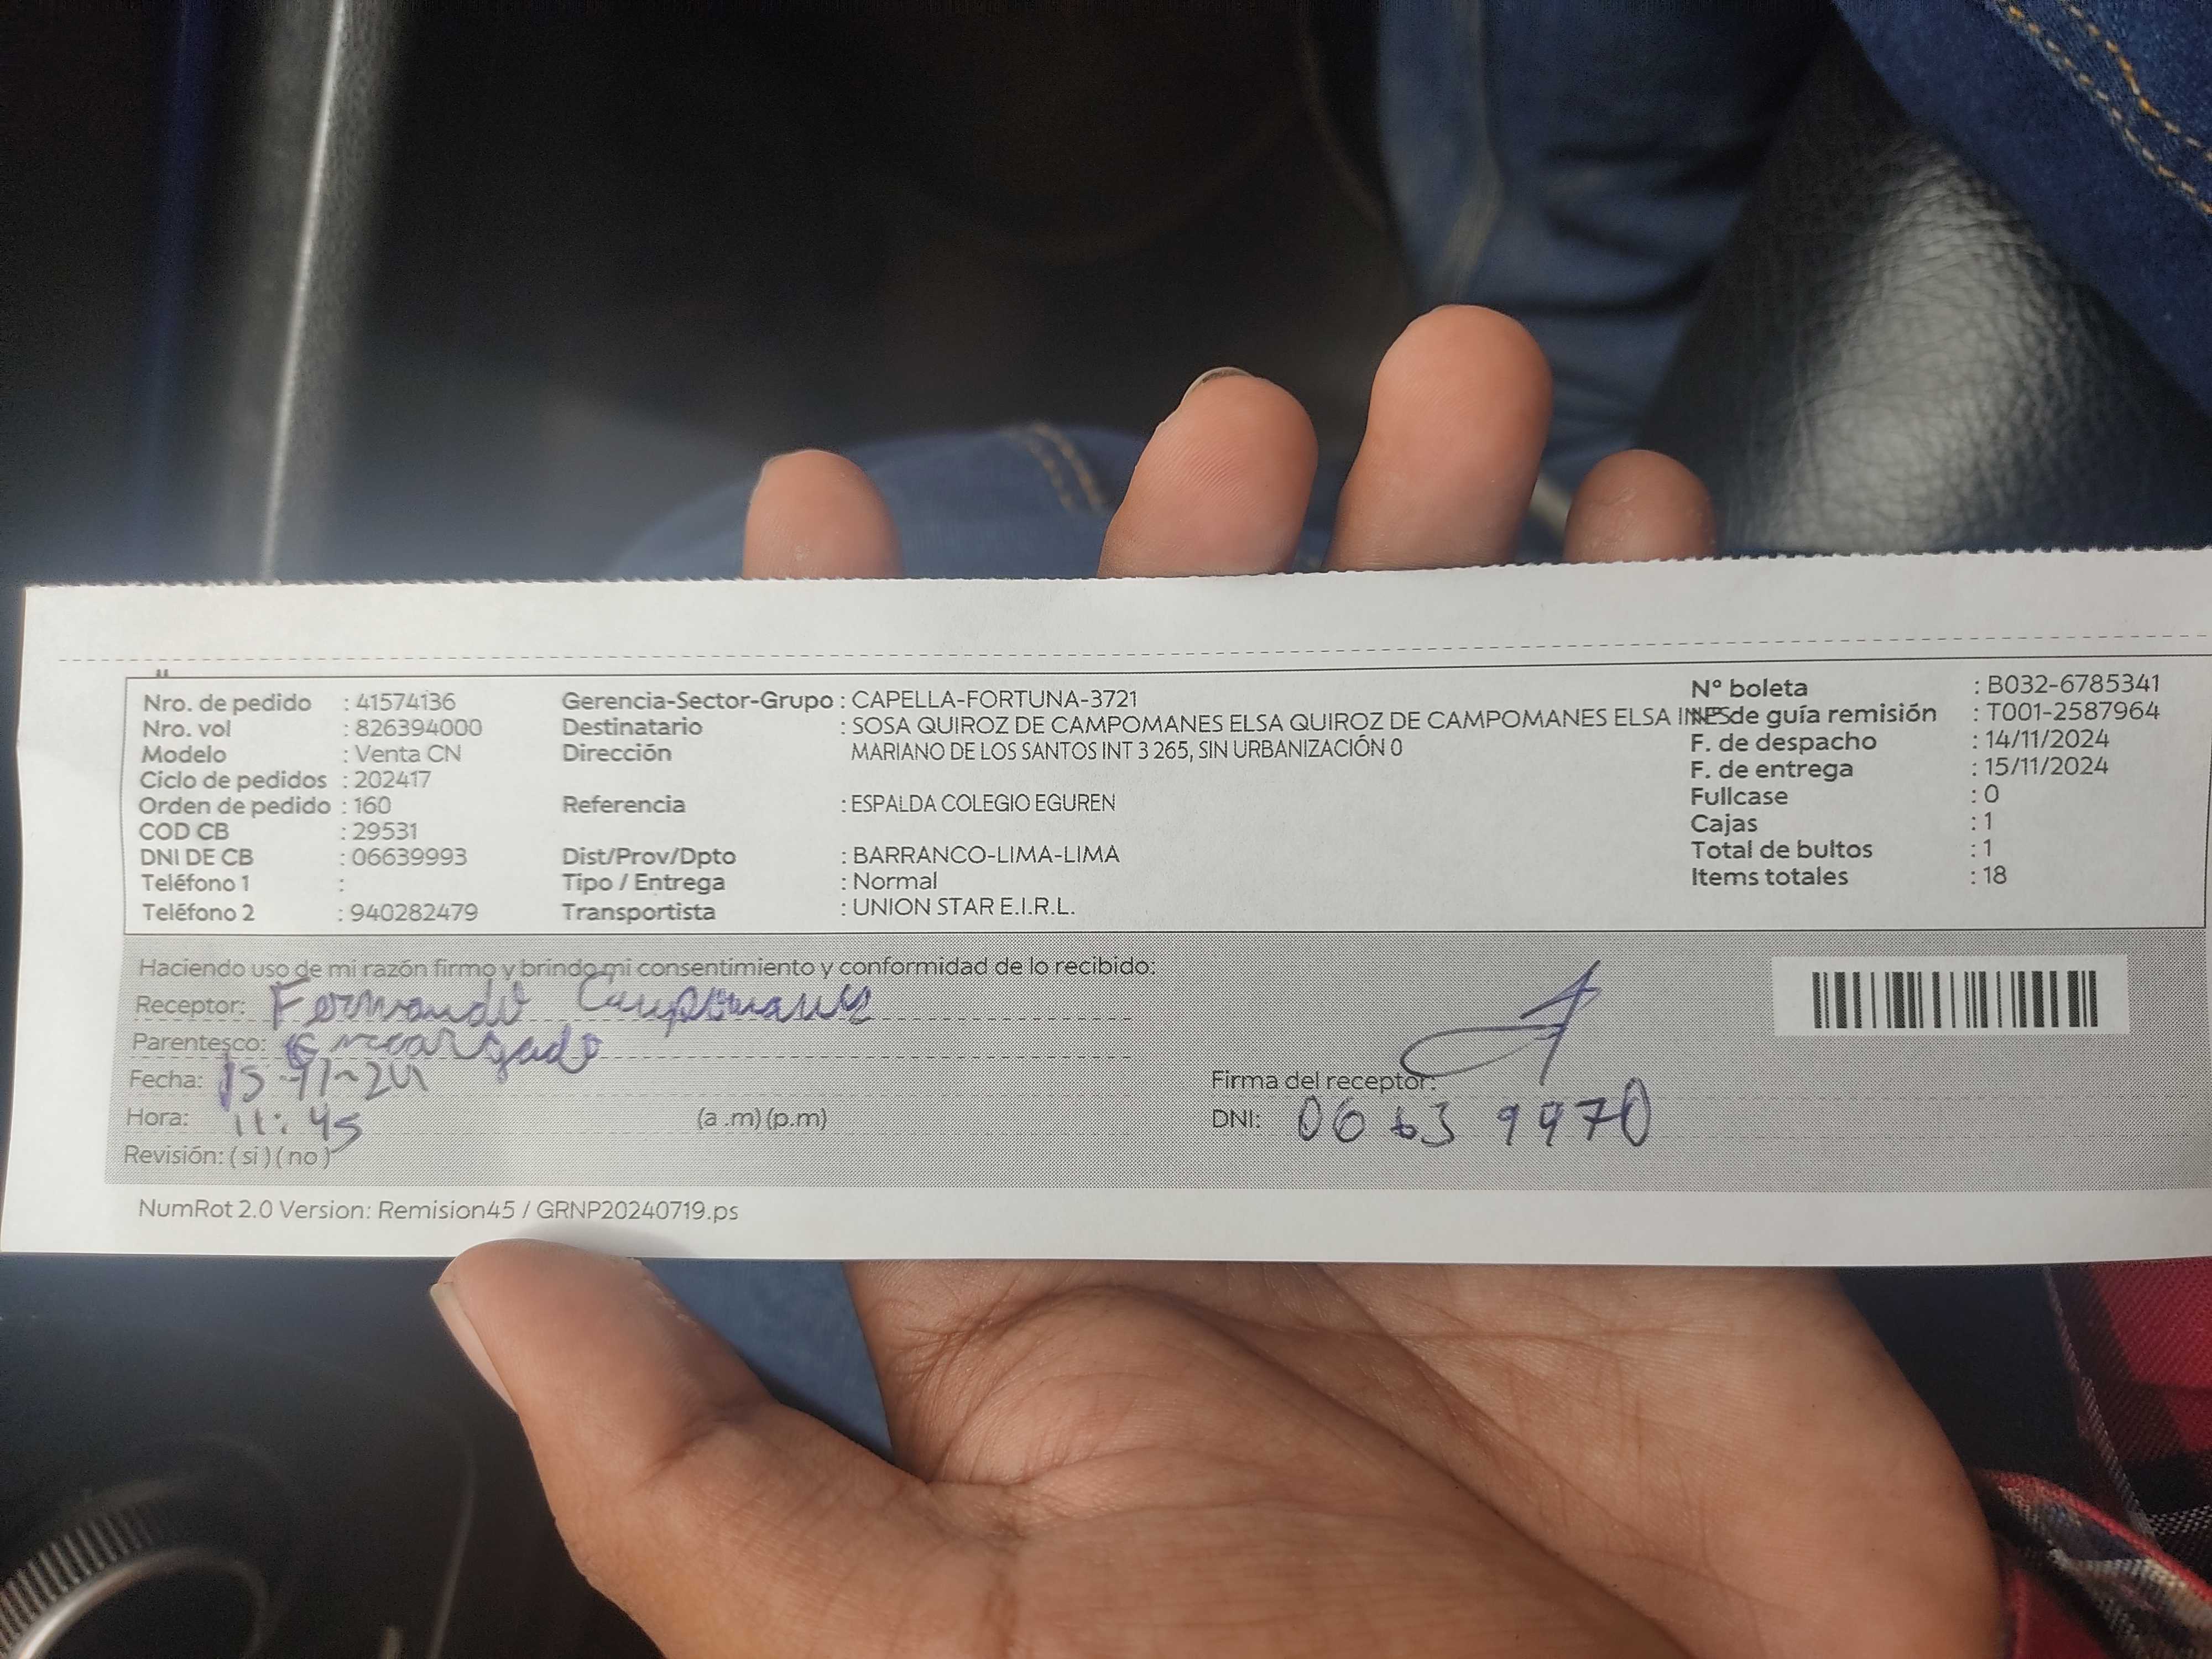 Nro. de pedido : 41574136
Nro. vol : 826394000
Modelo : Venta CN
Ciclo de pedidos : 202417
Orden de pedido : 160
COD CB : 29531
DNI DE CB : 06639993
Teléfono 1 :
Teléfono 2 : 940282479
Gerencia-Sector-Grupo : CAPELLA-FORTUNA-3721
Destinatario : SOSA QUIROZ DE CAMPOMANES ELSA QUIROZ DE CAMPOMANES ELSA INES
Dirección MARIANO DE LOS SANTOS INT 3 265, SIN URBANIZACIÓN 0
Referencia : ESPALDA COLEGIO EGUREN
Dist/Prov/Dpto : BARRANCO-LIMA-LIMA
Tipo / Entrega : Normal
Transportista : UNION STAR E.I.R.L.
Nº boleta : B032-6785341
Nº de guía remisión : T001-2587964
F. de despacho : 14/11/2024
F. de entrega : 15/11/2024
Fullcase : 0
Cajas : 1
Total de bultos : 1
Items totales : 18
Haciendo uso de mi razón firmo y brindo mi consentimiento y conformidad de lo recibido:
Receptor: Fernando Campomanes
Parentesco: Encargado
Fecha: 15-11-24
Hora: 11:45 (a .m) (p.m)
Revisión: ( si ) ( no )
Firma del receptor:
DNI: 06639970
NumRot 2.0 Version: Remision45 / GRNP20240719.ps